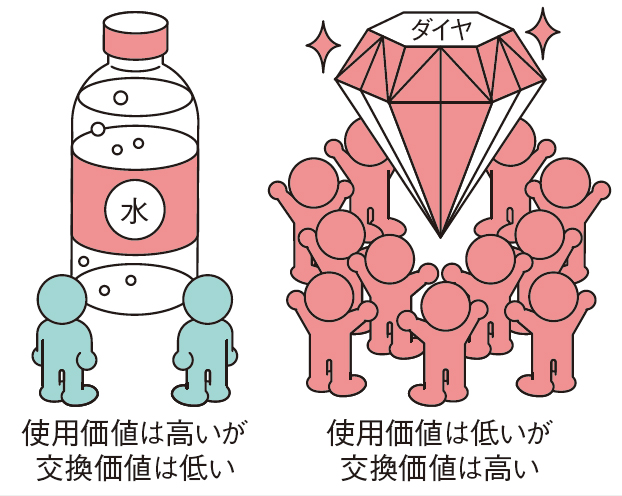 ダイヤ
水
使用価値は高いが
交換価値は低い
使用価値は低いが
交換価値は高い